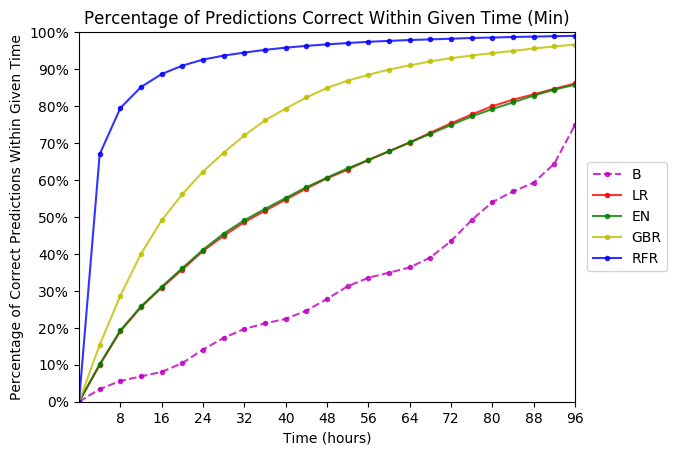 Percentage of Predictions Correct Within Given Time (Min)
Percentage of Correct Predictions Within Given Time
100%
90%
80%
70%
60%
50%
40%
30%
20%
10%
0%
8 16 24 32 40 48 56 64 72 80 88 96
Time (hours)
B
LR
EN
GBR
RFR